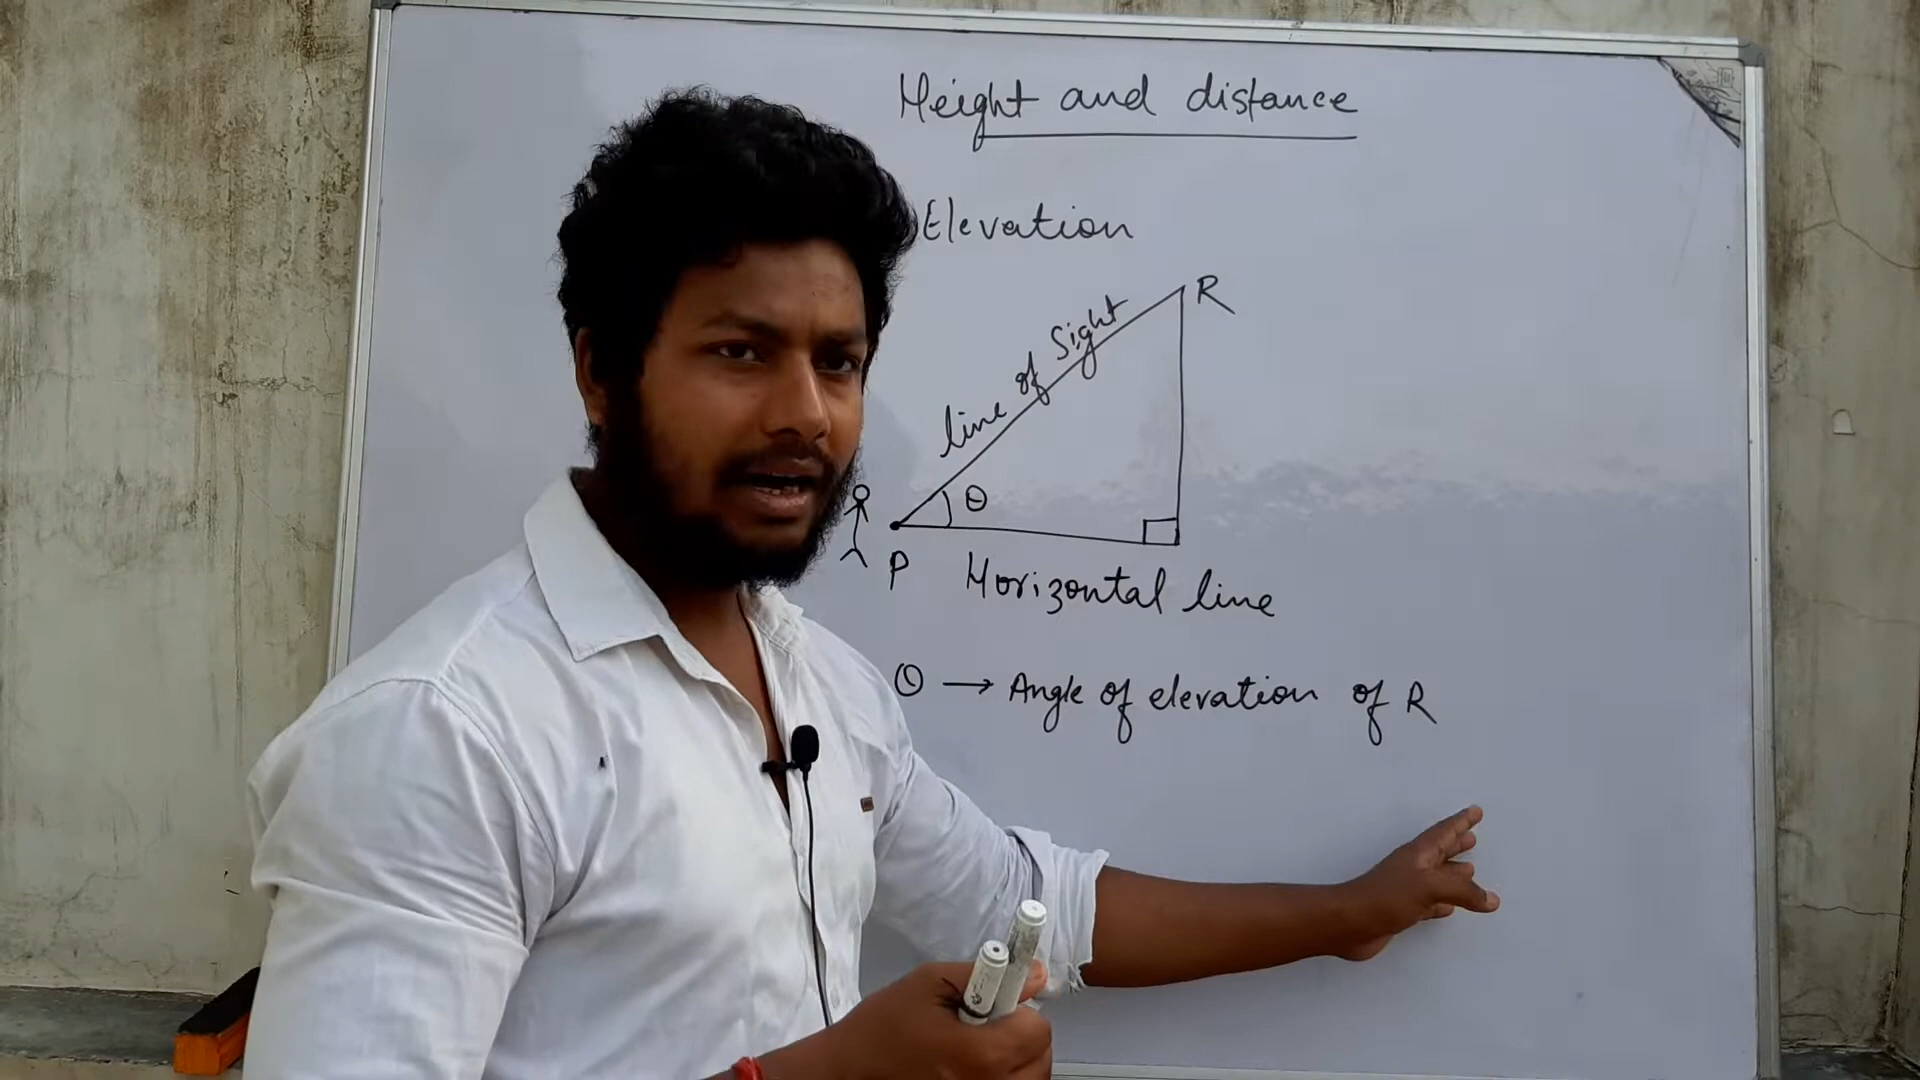 Height and distance
Elevation
R
line of Sight
θ
P
Horizontal line
θ → Angle of elevation of R